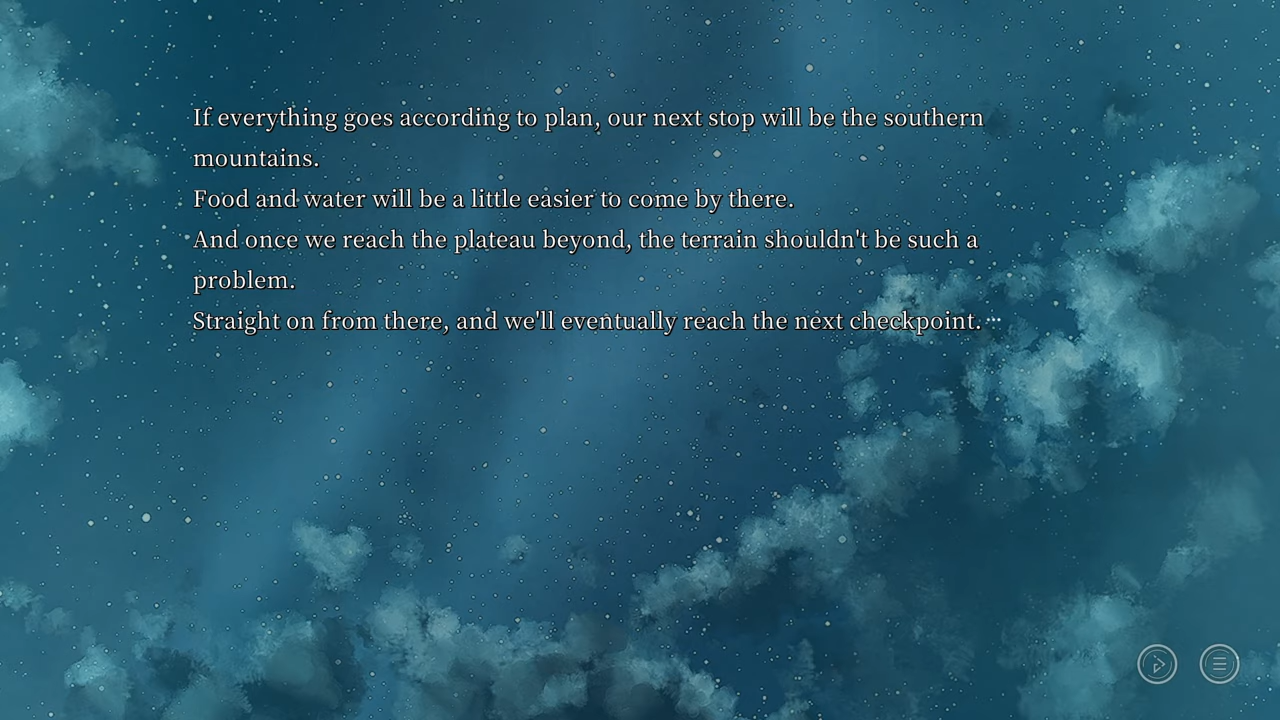 If everything goes according to plan, our next stop will be the southern
mountains.
Food and water will be a little easier to come by there.
And once we reach the plateau beyond, the terrain shouldn't be such a
problem.
Straight on from there, and we'll eventually reach the next checkpoint.